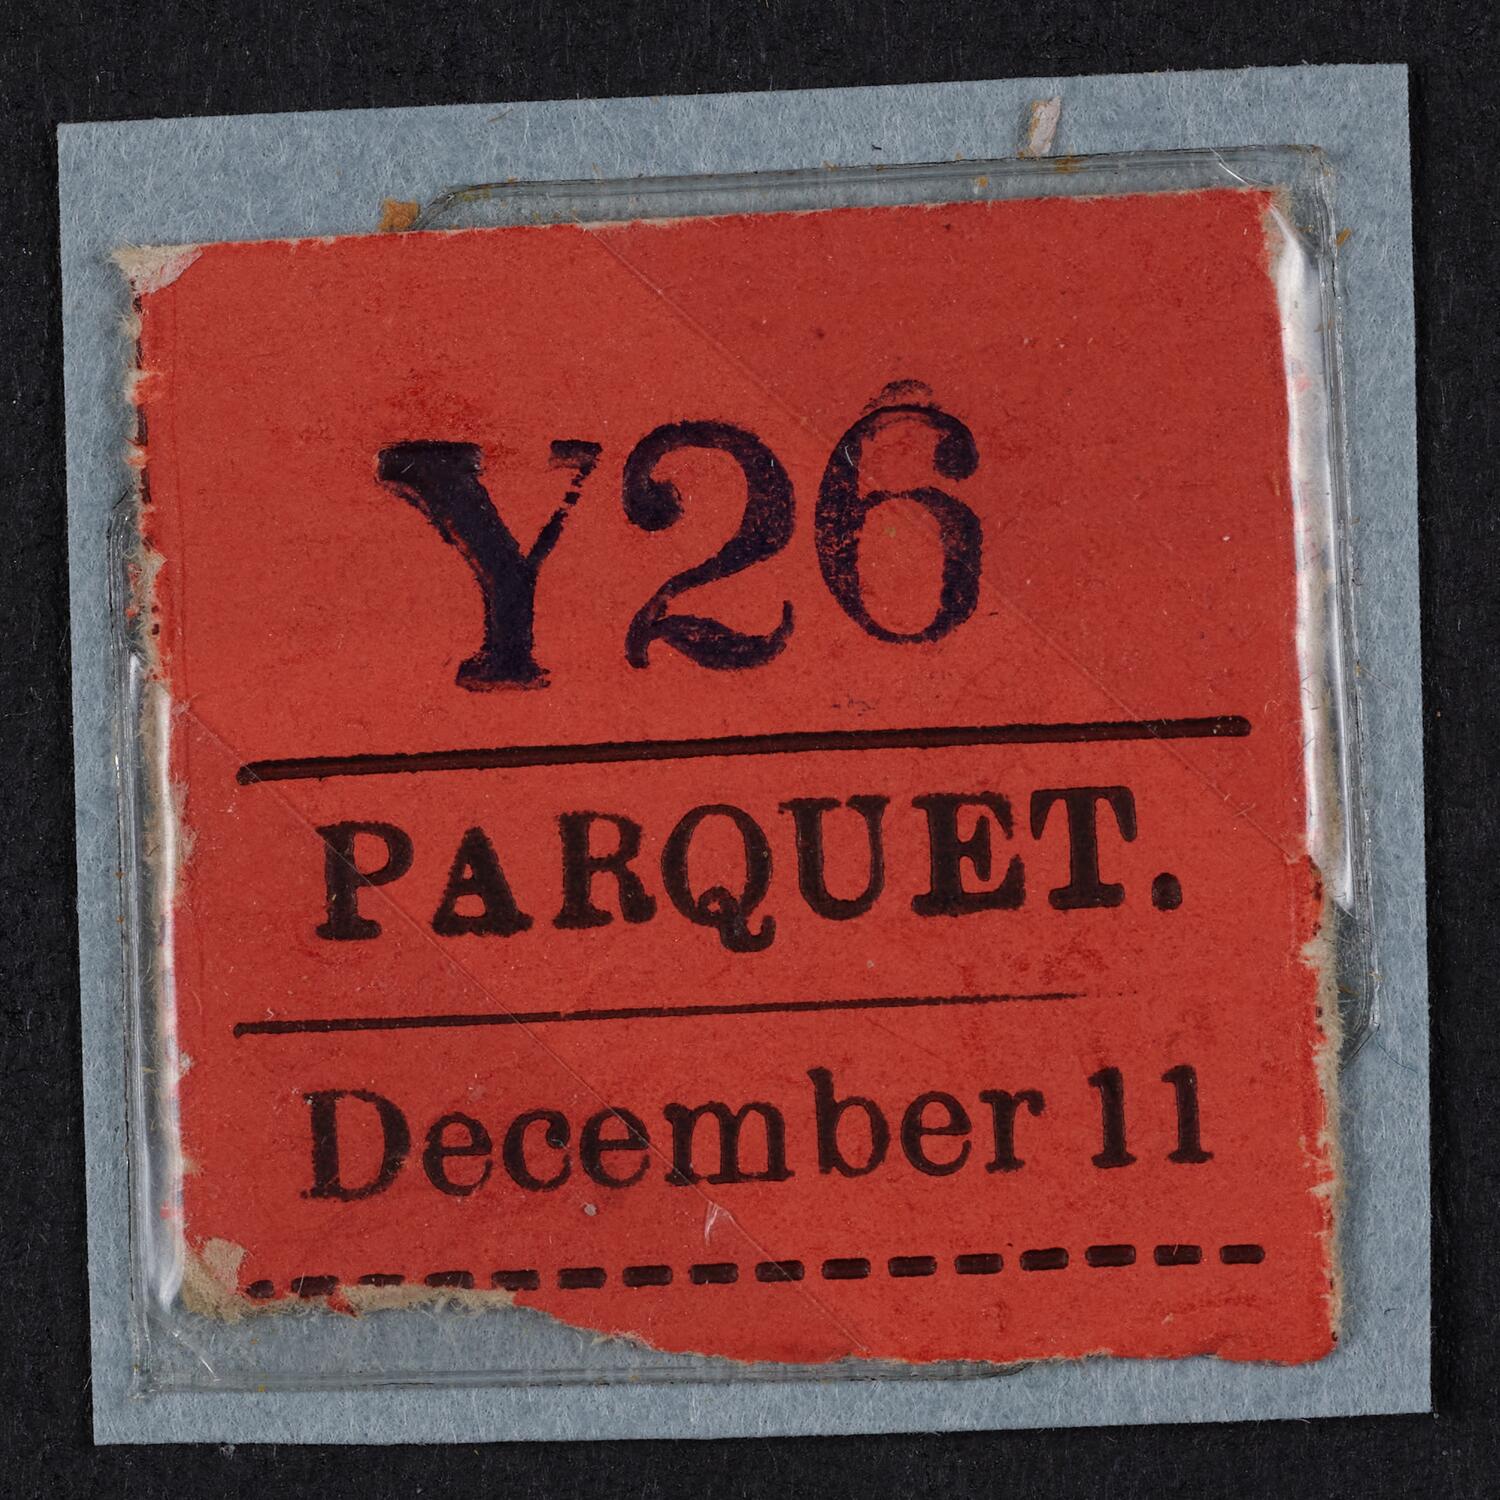 Y26
PARQUET.
December 11